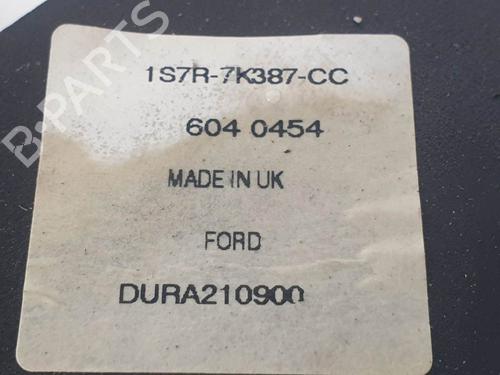 B-PARTS
1S7R-7K387-CC
604 0454
MADE IN UK
FORD
DURA210900